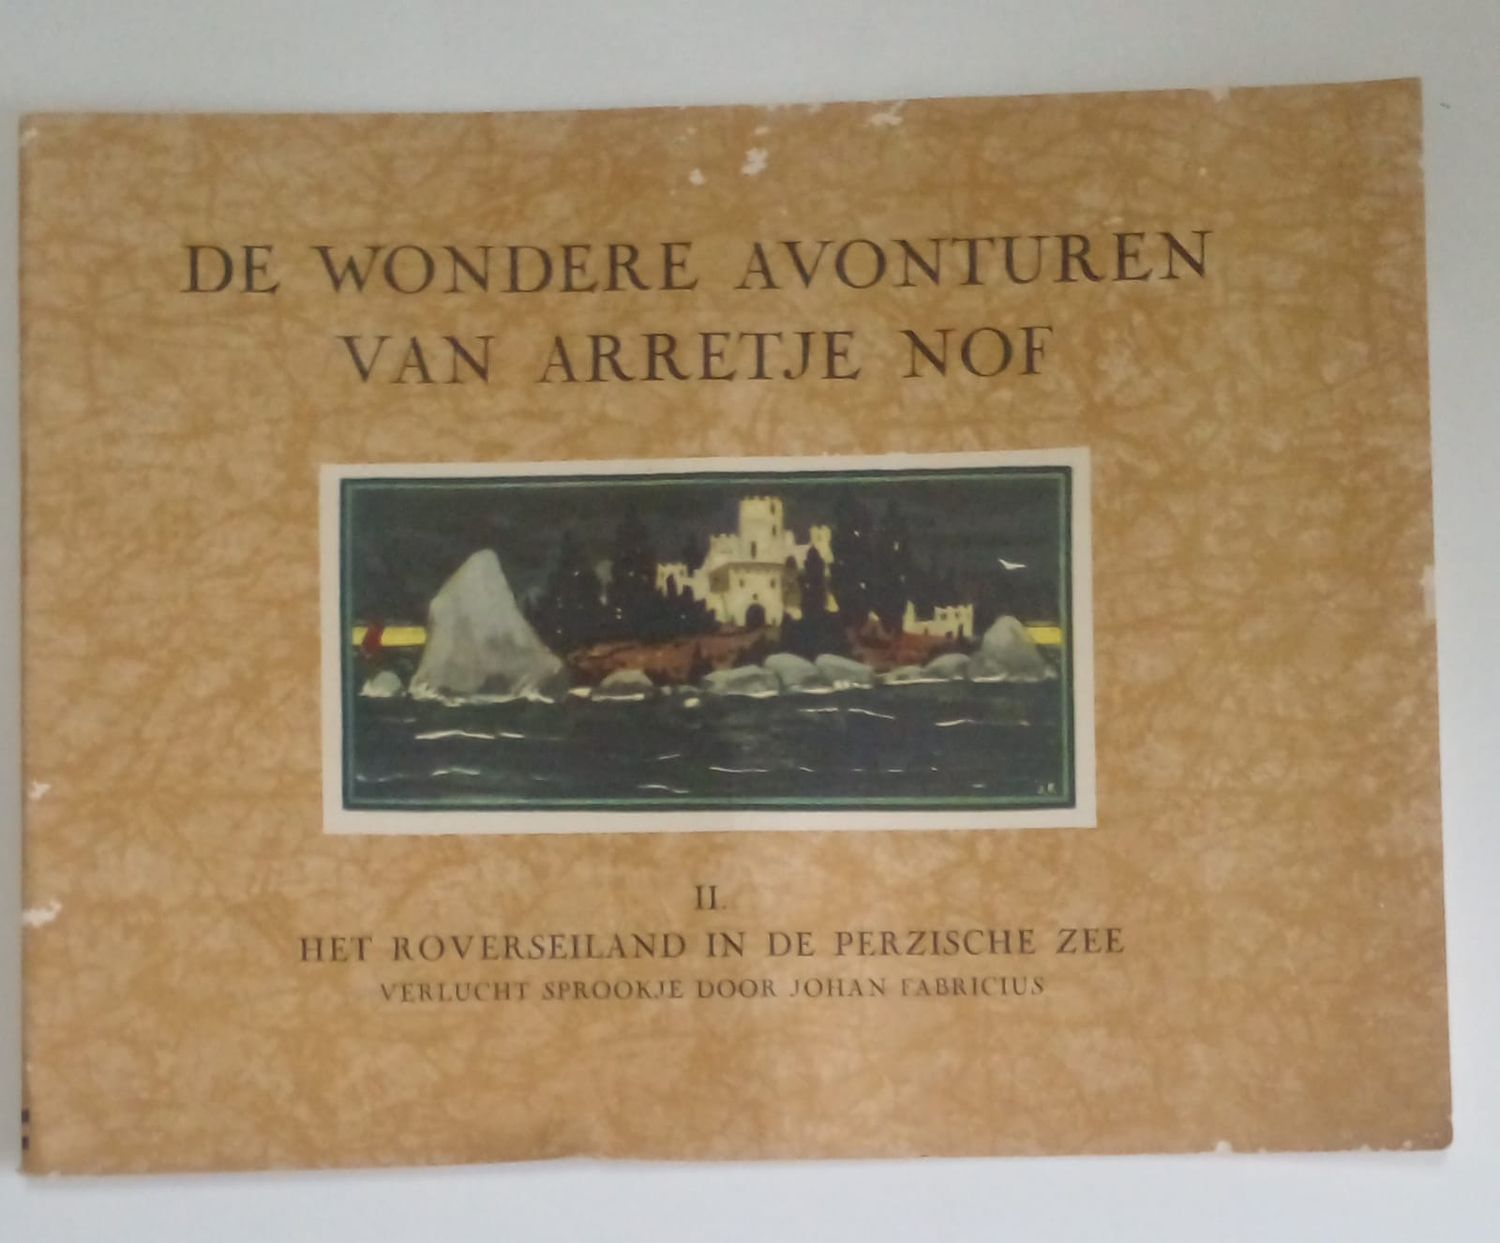 DE WONDERE AVONTUREN
VAN ARRETJE NOF
J.F.
II.
HET ROVERSEILAND IN DE PERZISCHE ZEE
VERLUCHT SPROOKJE DOOR JOHAN FABRICIUS